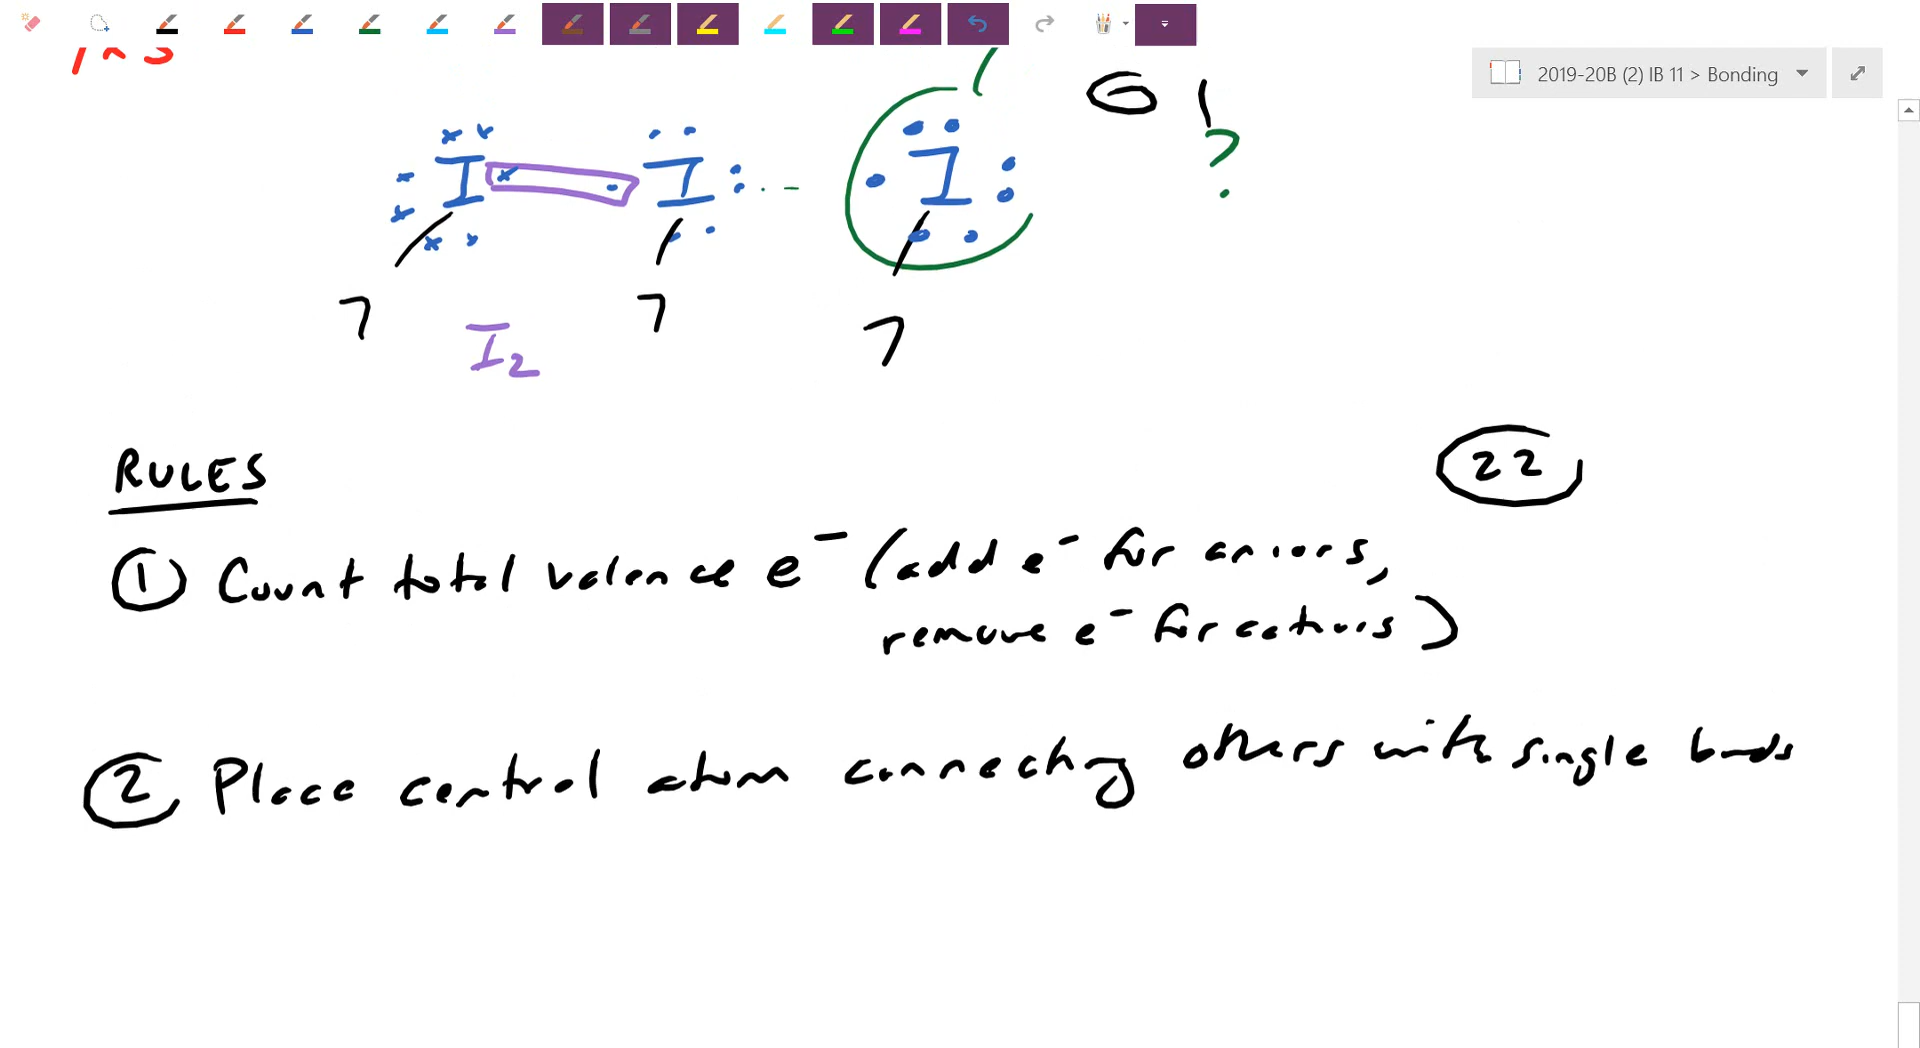 2019-20B (2) IB 11 > Bonding
I I I
?
7 7 7
I2
RULES
22
① Count total valence e⁻ (add e⁻ for anions,
remove e⁻ for cations)
② Place central atom connecting others with single bonds